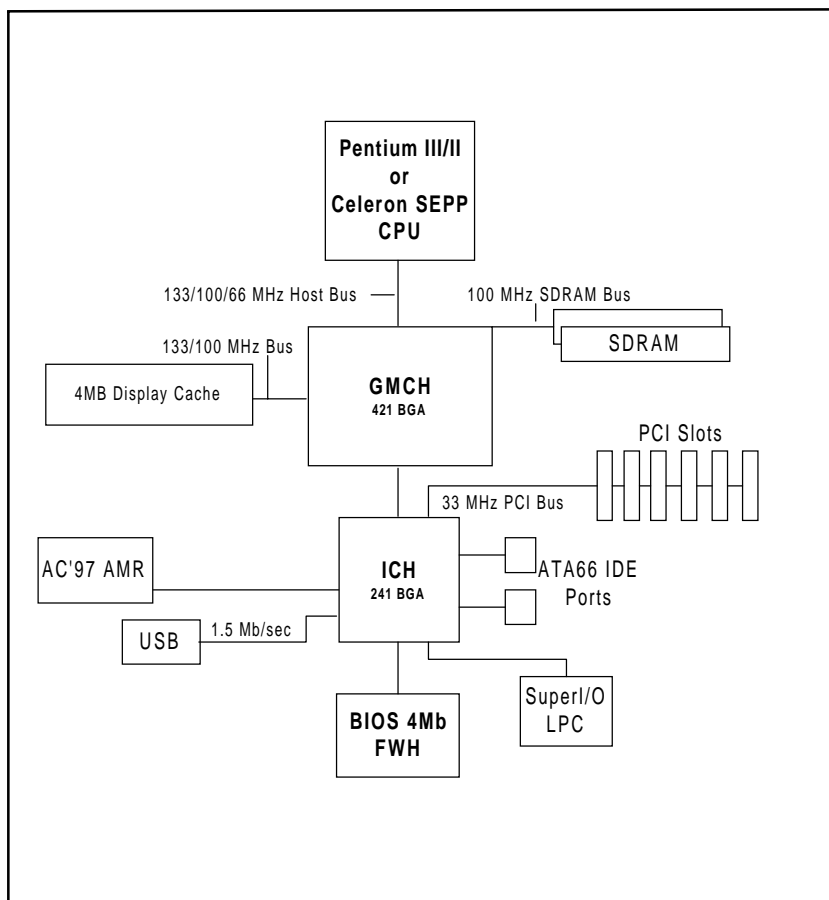 Pentium III/II
or
Celeron SEPP
CPU
133/100/66 MHz Host Bus
100 MHz SDRAM Bus
SDRAM
133/100 MHz Bus
4MB Display Cache
GMCH
421 BGA
PCI Slots
33 MHz PCI Bus
AC'97 AMR
ICH
241 BGA
ATA66 IDE
Ports
USB
1.5 Mb/sec
BIOS 4Mb
FWH
SuperI/O
LPC